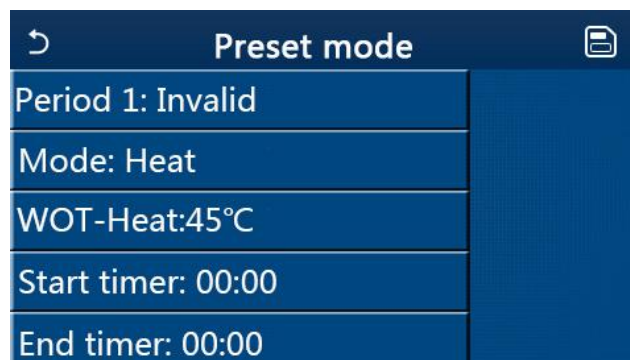 Preset mode
Period 1: Invalid
Mode: Heat
WOT-Heat:45℃
Start timer: 00:00
End timer: 00:00